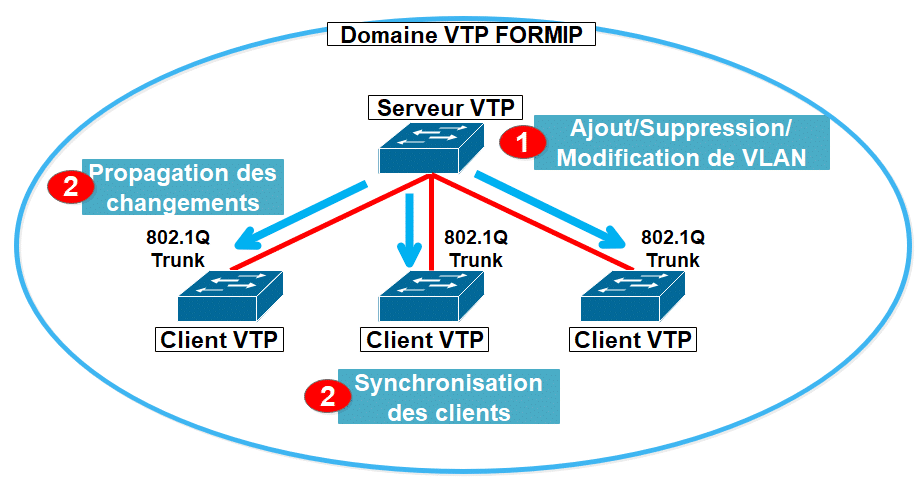 Domaine VTP FORMIP
Serveur VTP
1
Ajout/Suppression/
Modification de VLAN
2
Propagation des
changements
802.1Q
Trunk
802.1Q
Trunk
802.1Q
Trunk
Client VTP
Client VTP
Client VTP
2
Synchronisation
des clients